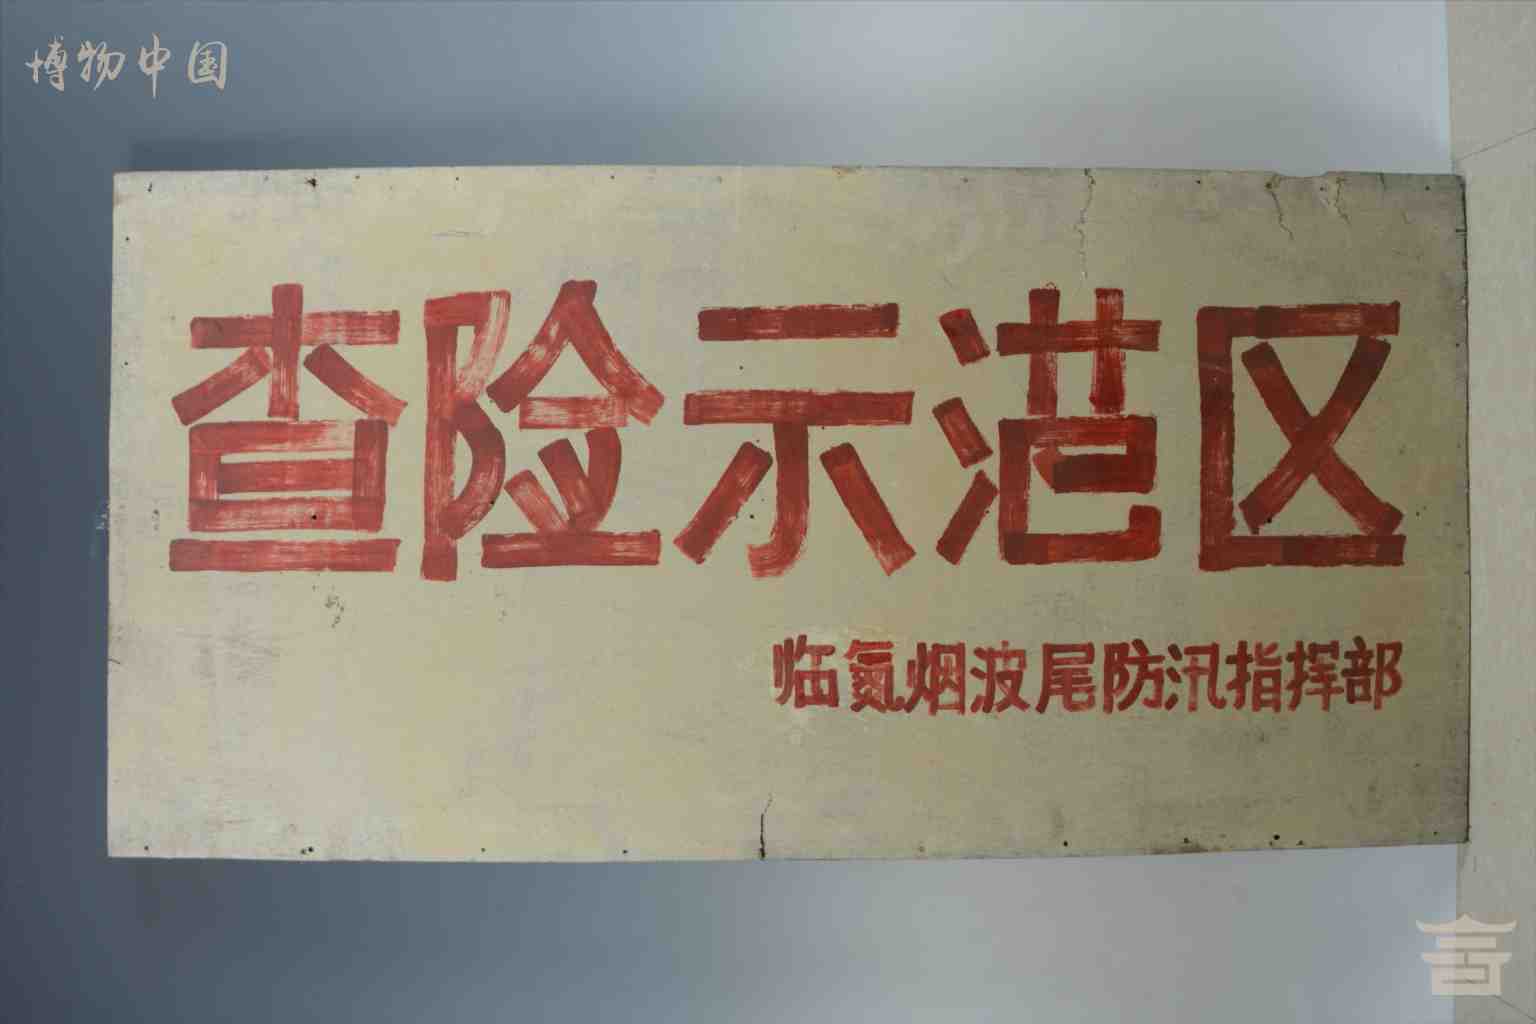 博物中国
查险示范区
临氮烟波尾防汛指挥部